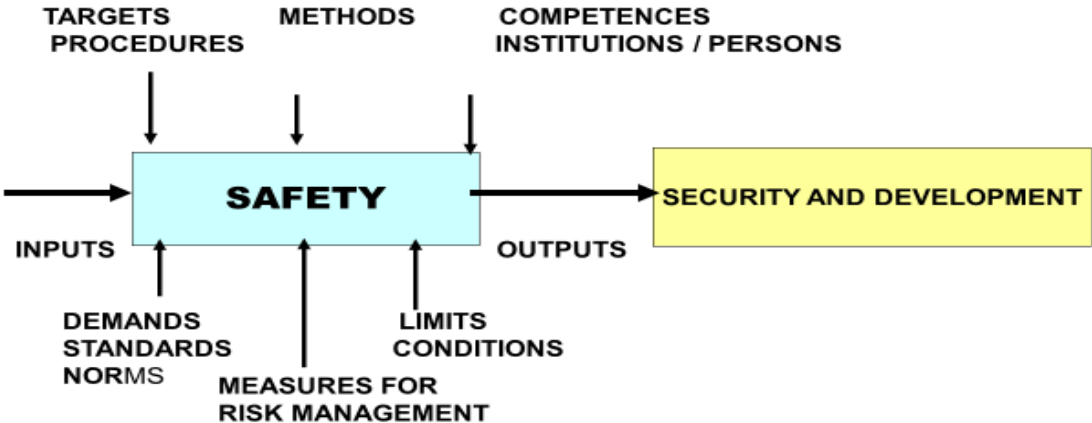 TARGETS
PROCEDURES
METHODS
COMPETENCES
INSTITUTIONS / PERSONS
SAFETY
SECURITY AND DEVELOPMENT
INPUTS
OUTPUTS
DEMANDS
STANDARDS
NORMS
LIMITS
CONDITIONS
MEASURES FOR
RISK MANAGEMENT